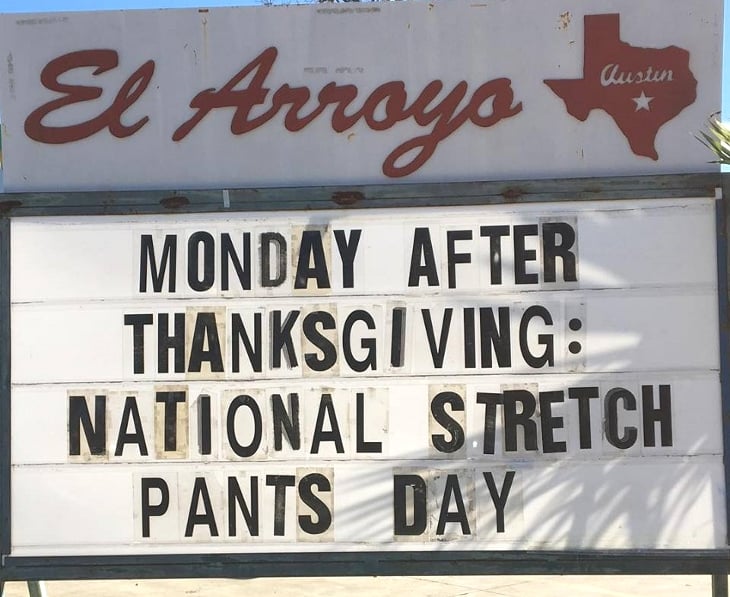 El Arroyo
Austin
MONDAY AFTER
THANKSGIVING:
NATIONAL STRETCH
PANTS DAY